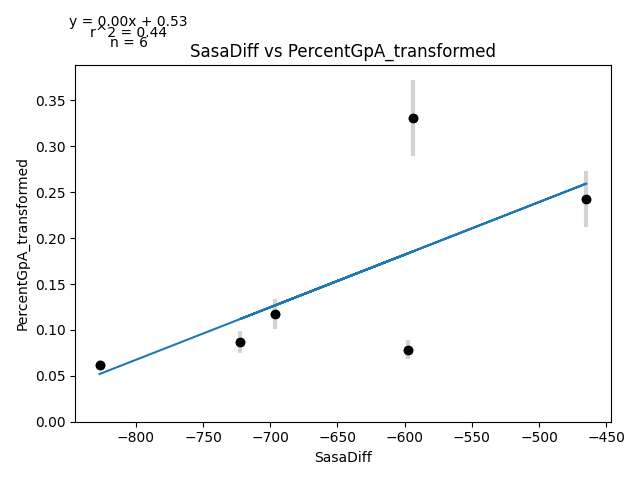 y = 0.00x + 0.53
r^2 = 0.44
n = 6
SasaDiff vs PercentGpA_transformed
PercentGpA_transformed
0.35
0.30
0.25
0.20
0.15
0.10
0.05
0.00
−800 −750 −700 −650 −600 −550 −500 −450
SasaDiff